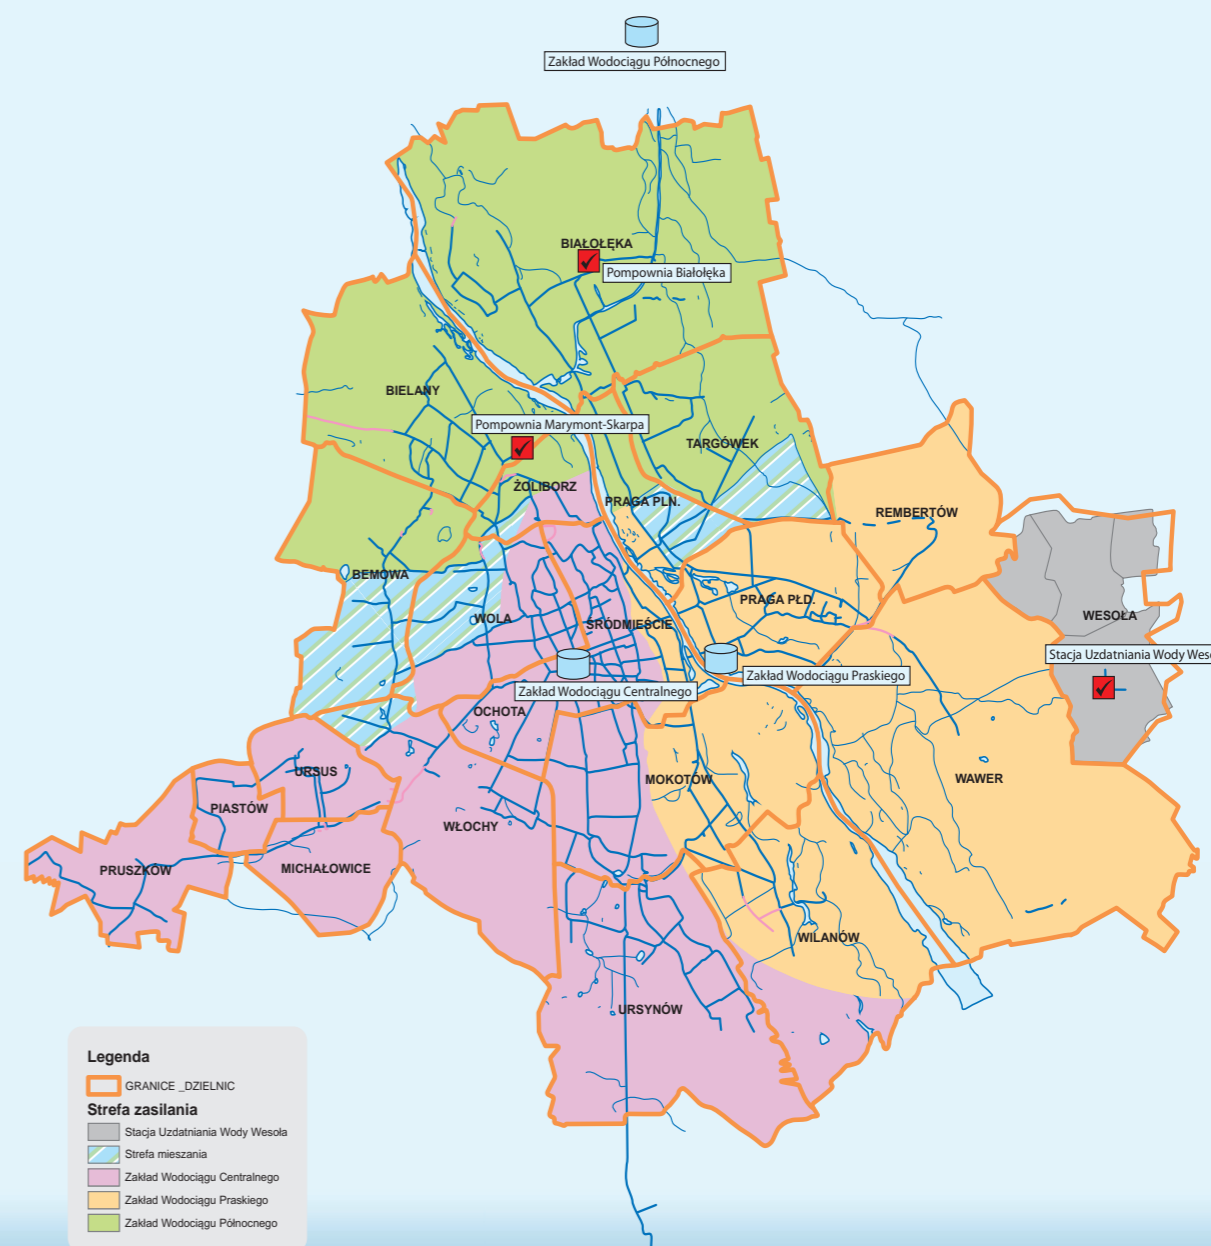 Zakład Wodociągu Północnego
BIAŁOŁĘKA
Pompownia Białołęka
BIELANY
Pompownia Marymont-Skarpa
TARGÓWEK
ŻOLIBORZ
PRAGA PLN.
REMBERTÓW
BEMOWA
PRAGA PŁD.
WESOŁA
WOLA
ŚRÓDMIEŚCIE
Stacja Uzdatniania Wody Weso
Zakład Wodociągu Praskiego
Zakład Wodociągu Centralnego
OCHOTA
URSUS
MOKOTÓW
WAWER
PIASTÓW
WŁOCHY
PRUSZKÓW
MICHAŁOWICE
WILANÓW
URSYNÓW
Legenda
GRANICE _DZIELNIC
Strefa zasilania
Stacja Uzdatniania Wody Wesoła
Strefa mieszania
Zakład Wodociągu Centralnego
Zakład Wodociągu Praskiego
Zakład Wodociągu Północnego